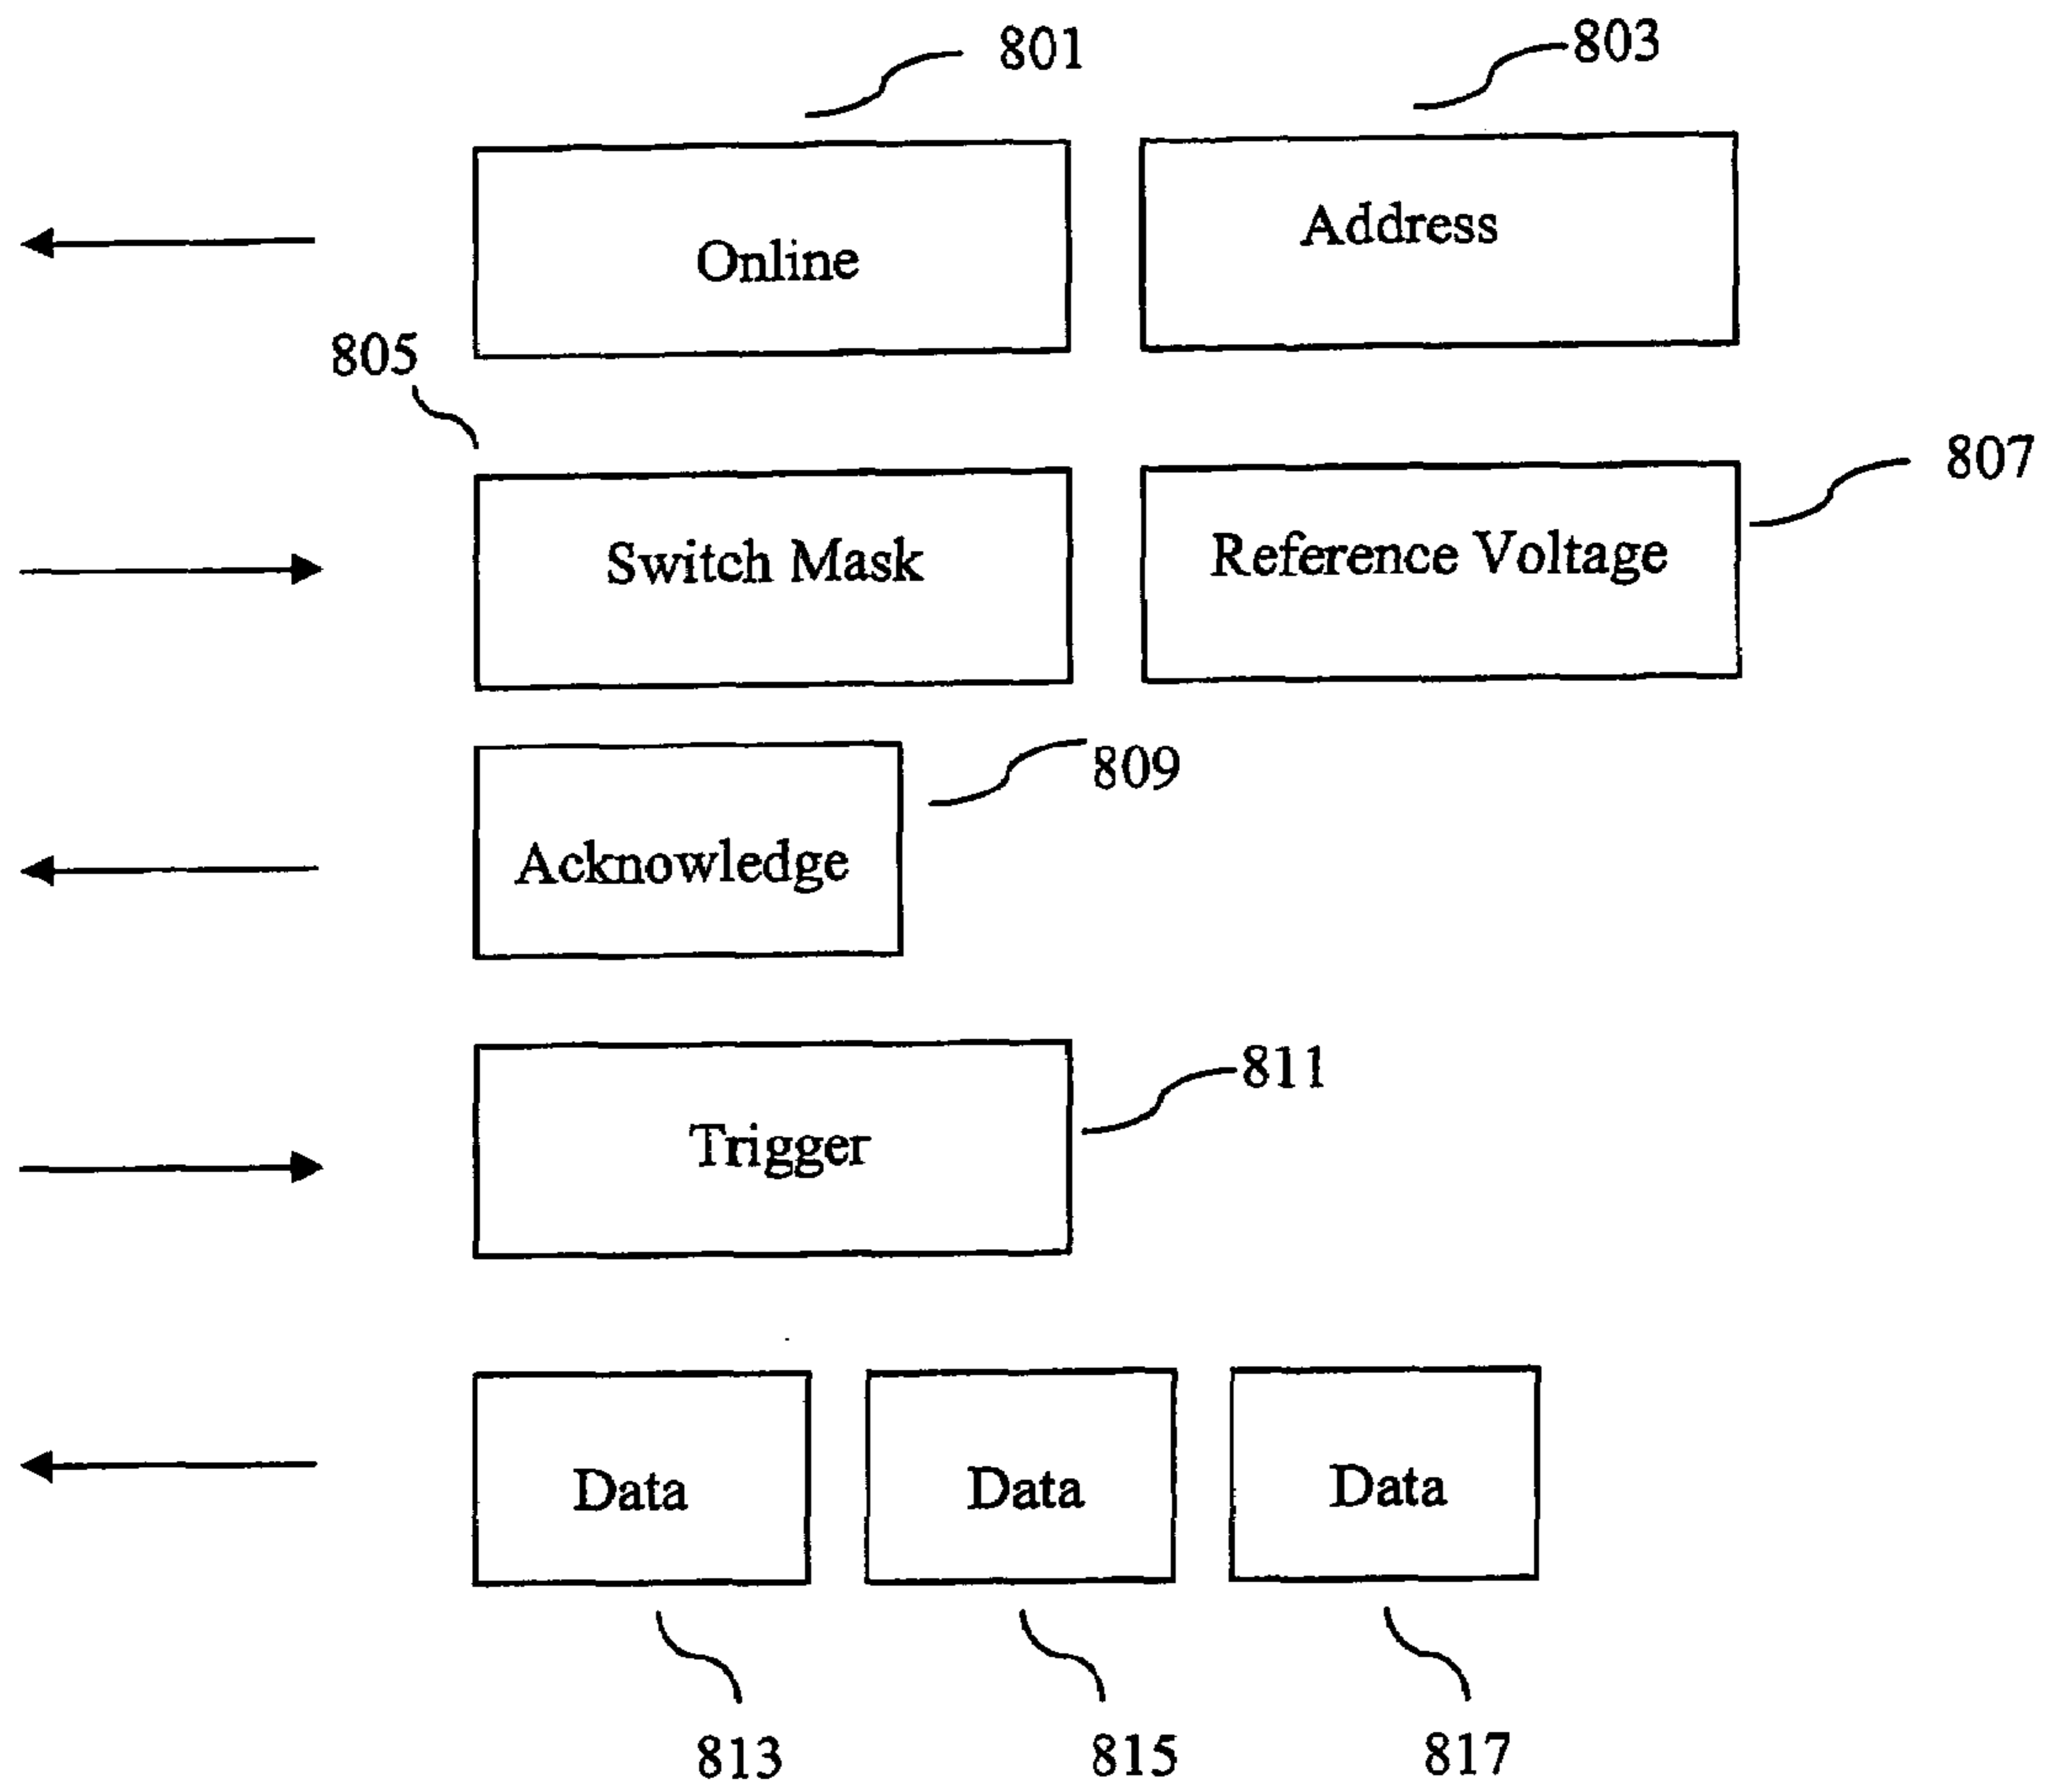 801
803
Online
Address
805
807
Switch Mask
Reference Voltage
809
Acknowledge
811
Trigger
Data
Data
Data
813
815
817